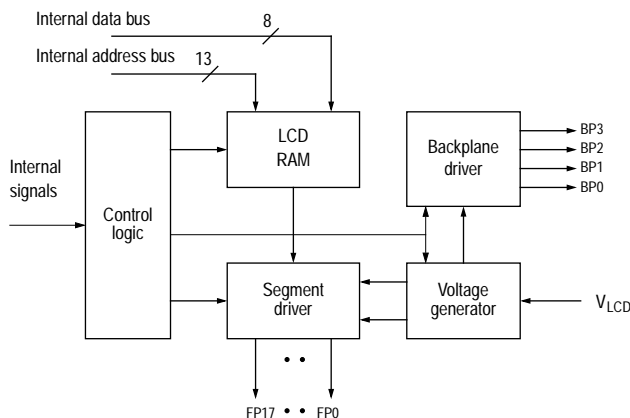 Internal data bus
8
Internal address bus
13
LCD
RAM
Backplane
driver
BP3
BP2
BP1
BP0
Internal
signals
Control
logic
Segment
driver
Voltage
generator
VLCD
FP17 • • FP0